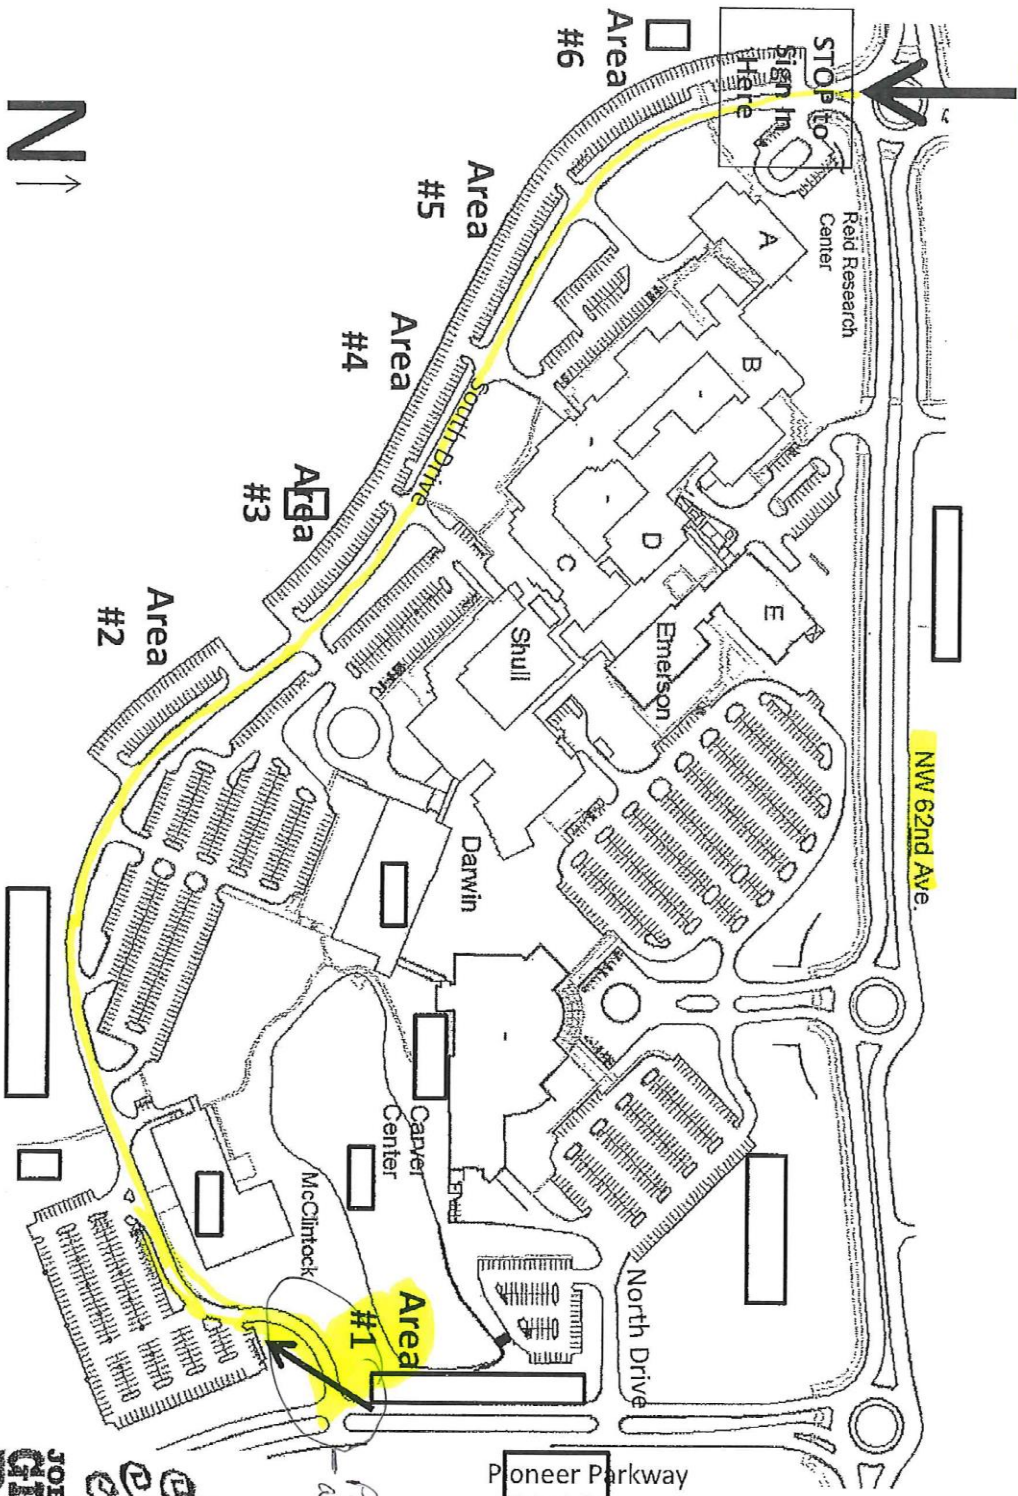 STOP to
Sign In
Here
Area
#6
Reid Research
Center
A
Area
#5
B
Area
#4
South Drive
D
C
E
Area
#3
Emerson
Shull
Area
#2
NW 62nd Ave.
Darwin
Carver
Center
McClintock
Area
#1
North Drive
Pioneer Parkway
N